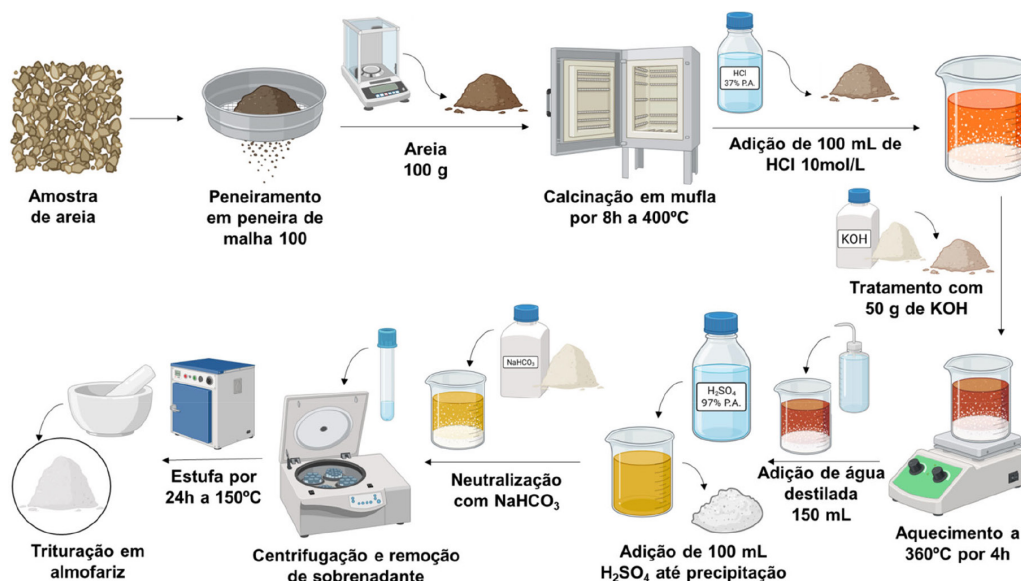 Amostra
de areia
Peneiramento
em peneira de
malha 100
Areia
100 g
Calcinação em mufla
por 8h a 400ºC
HCl
37% P.A.
Adição de 100 mL de
HCl 10mol/L
KOH
Tratamento com
50 g de KOH
Aquecimento a
360ºC por 4h
Adição de água
destilada
150 mL
H₂SO₄
97% P.A.
Adição de 100 mL
H₂SO₄ até precipitação
NaHCO₃
Neutralização
com NaHCO₃
Centrifugação e remoção
de sobrenadante
Estufa por
24h a 150ºC
Trituração em
almofariz